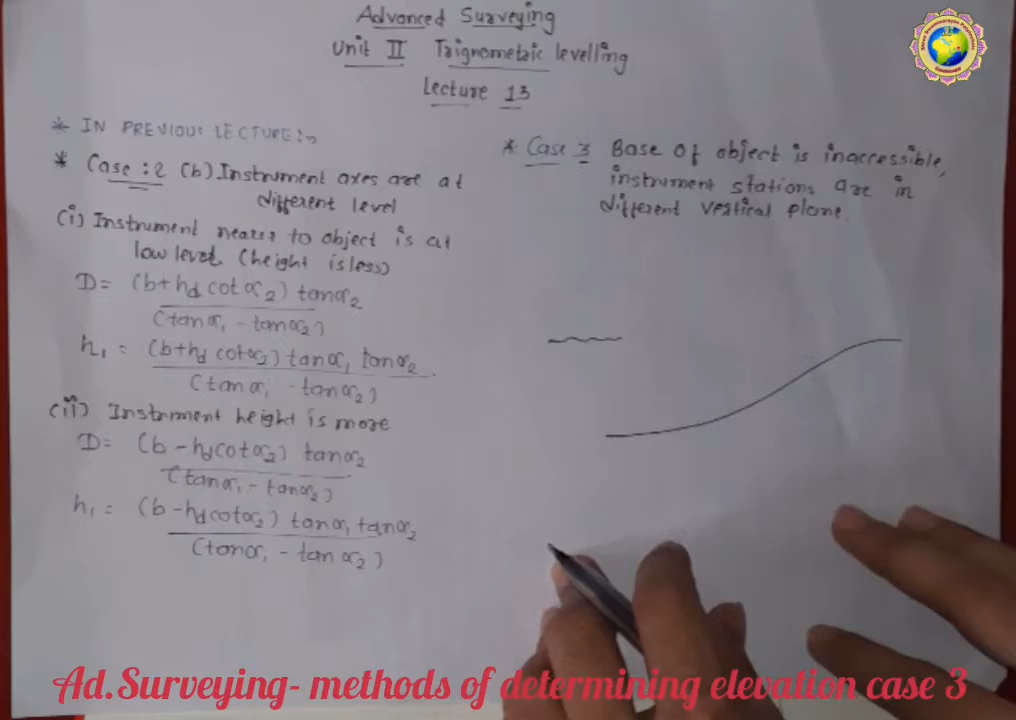 Advanced Surveying
Unit II Trignometric levelling
Lecture 13
* IN PREVIOUS LECTURE:-
* Case :2 (b) Instrument axes are at
different level
(i) Instrument nearer to object is at
low level. (height is less)
D= (b+hd cot α2) tan α2
(tan α1 - tan α2)
h1 = (b+hd cot α2) tan α1 tan α2
(tan α1 - tan α2)
(ii) Instrument height is more
D= (b - hd cot α2) tan α2
(tan α1 - tan α2)
h1 = (b - hd cot α2) tan α1 tan α2
(tan α1 - tan α2)
* Case 3 Base of object is inaccessible,
instrument stations are in
different vertical plane.
Ad.Surveying- methods of determining elevation case 3